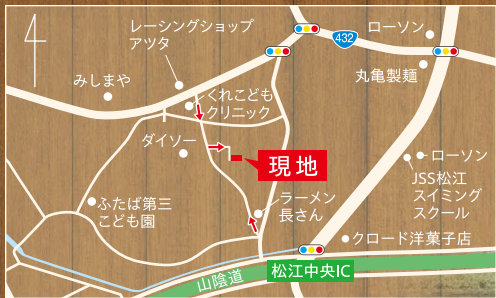 レーシングショップ
アツタ
432
ローソン
みしまや
丸亀製麺
くれこども
クリニック
ダイソー
現地
ローソン
JSS松江
スイミング
スクール
ふたば第三
こども園
ラーメン
長さん
クロード洋菓子店
山陰道
松江中央IC